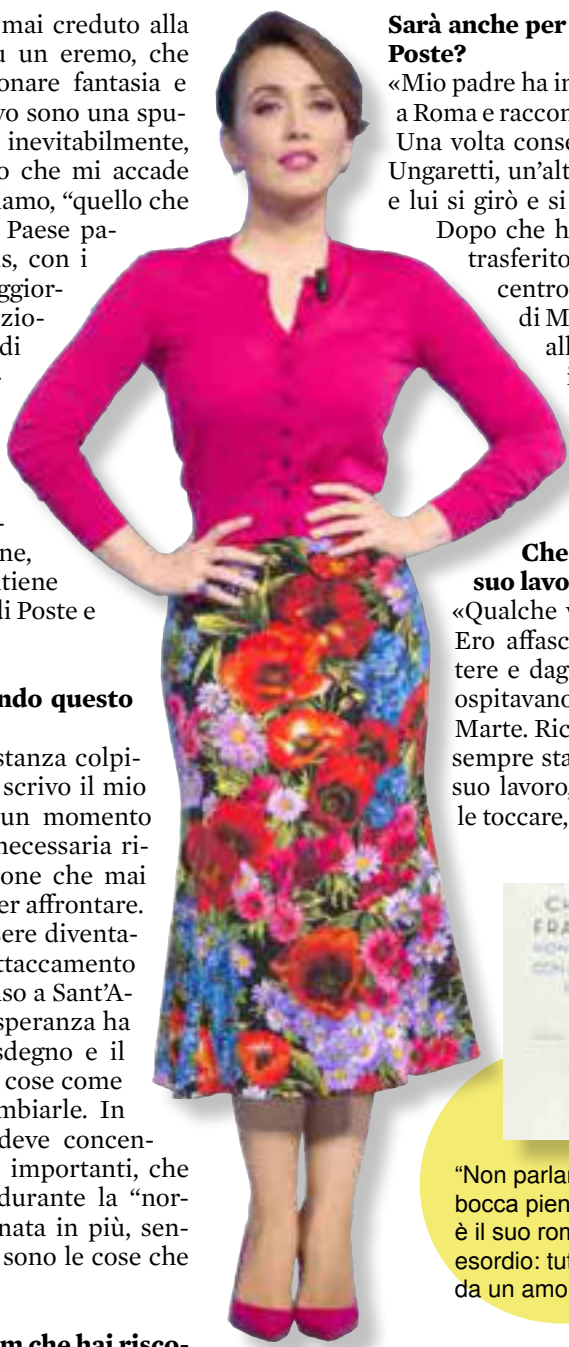 mai creduto alla
un eremo, che
onare fantasia e
vo sono una spu-
inevitabilmente,
o che mi accade
iamo, “quello che
Paese pa-
s, con i
ggior-
zio-
di
-
ne,
tiene
di Poste e
ndo questo
stanza colpi-
scrivo il mio
un momento
necessaria ri-
one che mai
er affrontare.
sere diventa-
ttaccamento
so a Sant’A-
speranza ha
sdegno e il
cose come
mbiarle. In
deve concen-
importanti, che
durante la “nor-
nata in più, sen-
sono le cose che
m che hai risco-
Sarà anche per
Poste?
«Mio padre ha in
a Roma e raccon
Una volta conse
Ungaretti, un’alt
e lui si girò e si
Dopo che h
trasferito
centro
di M
all
i
Che
suo lavo
«Qualche v
Ero affasc
tere e dag
ospitavano
Marte. Ric
sempre sta
suo lavoro,
le toccare,
CH
FRA
NON
CON
“Non parlar
bocca pien
è il suo ron
esordio: tut
da un amo